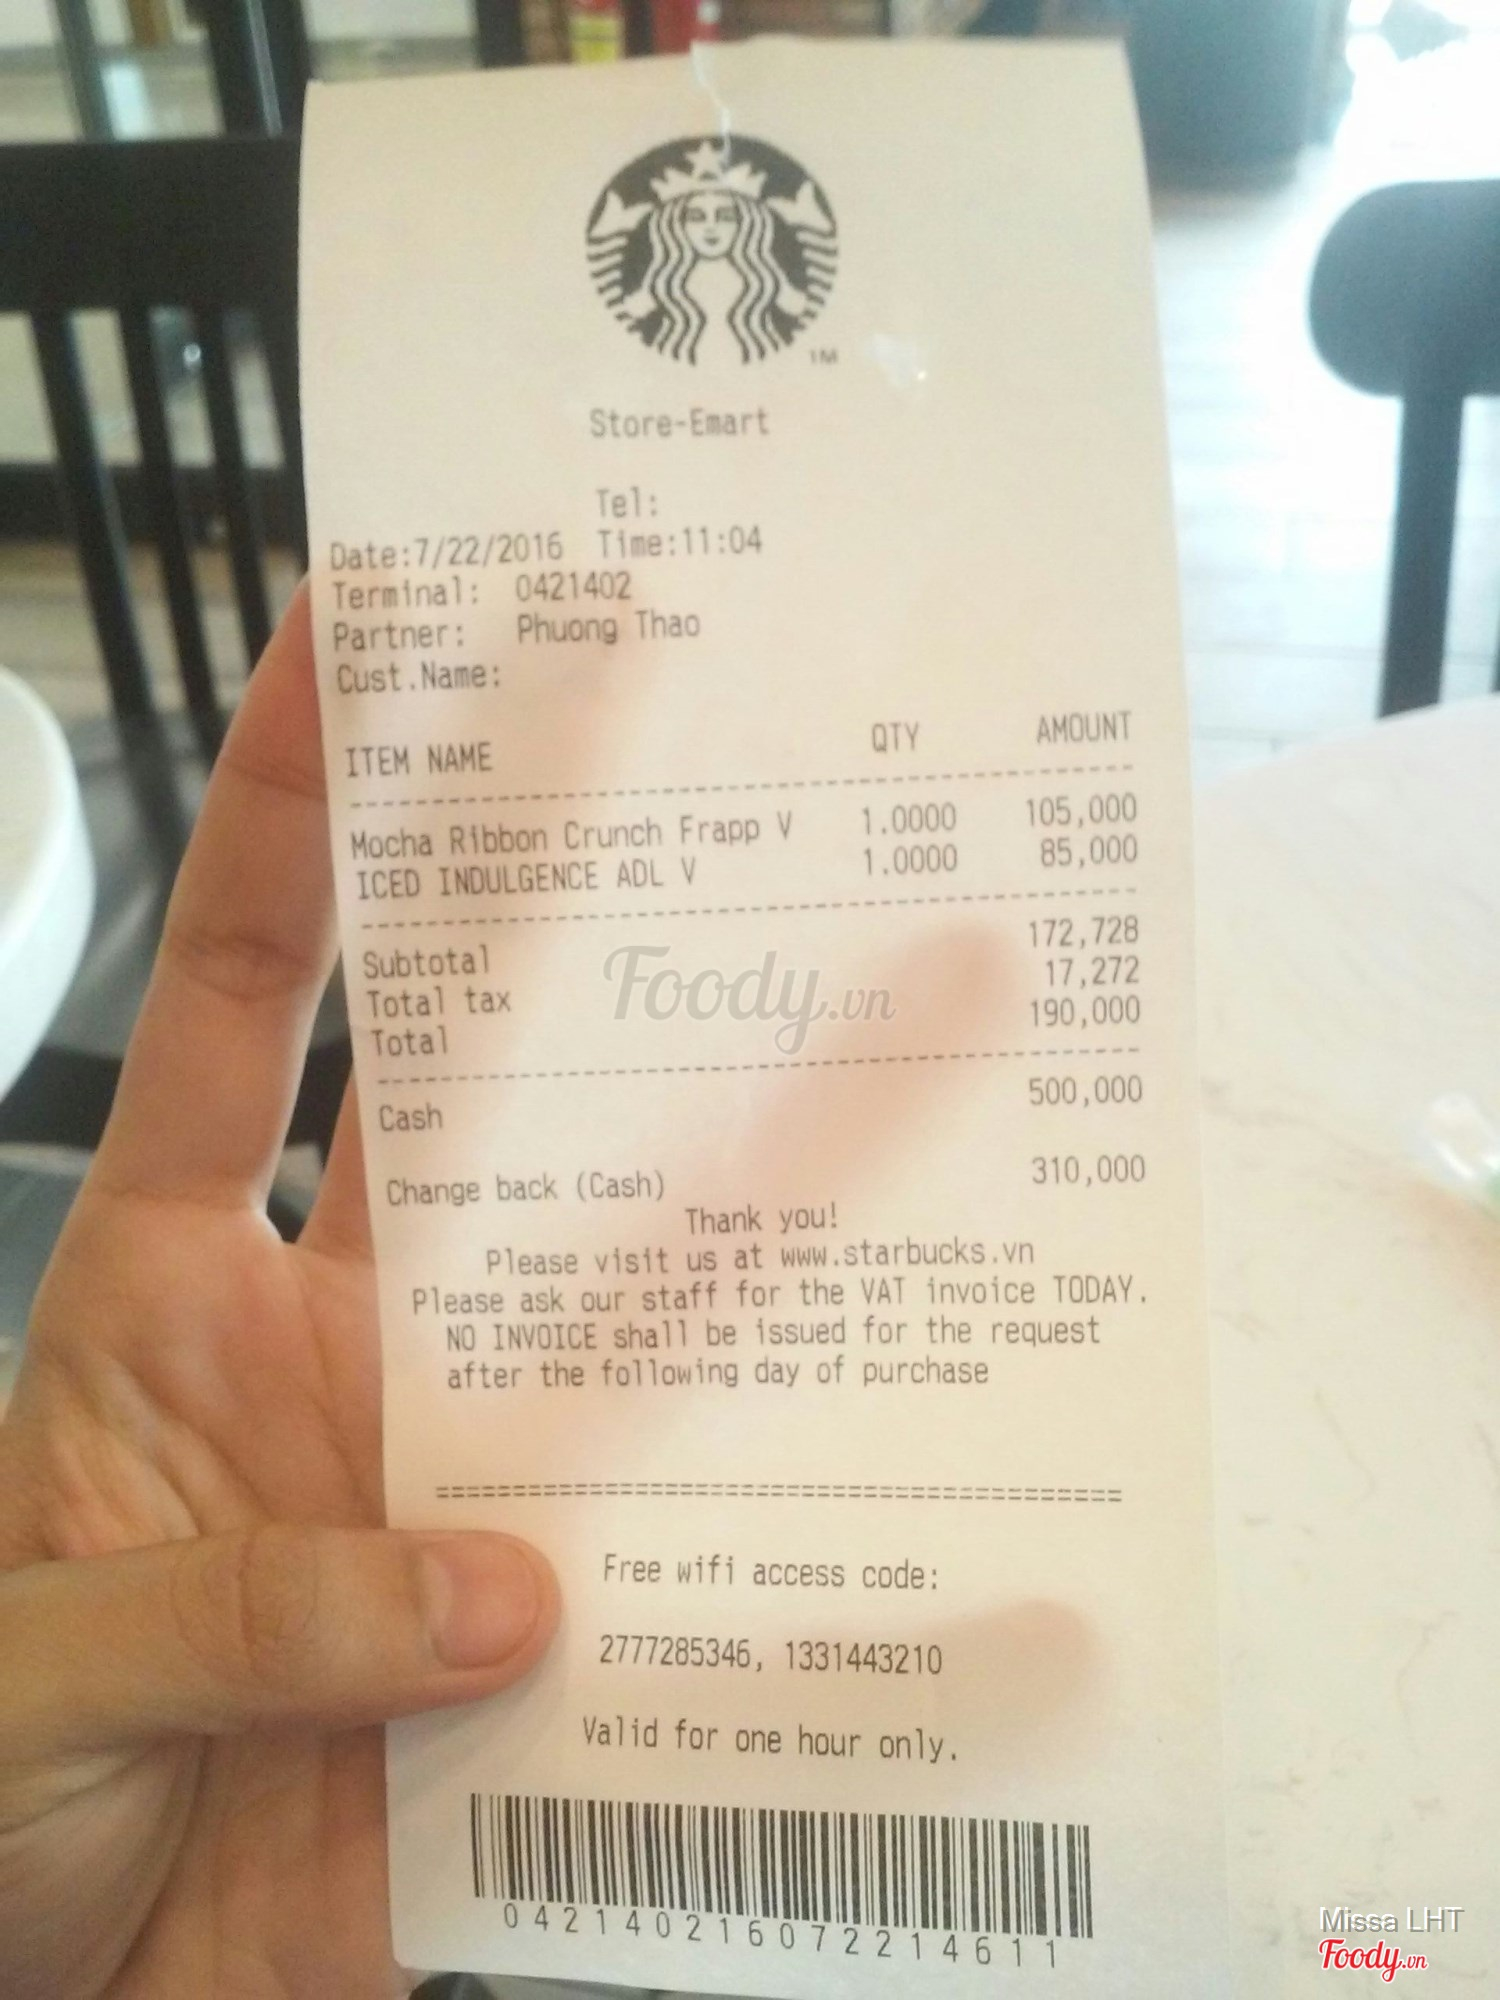 TM
Store-Emart
Tel:
Date:7/22/2016 Time:11:04
Terminal: 0421402
Partner: Phuong Thao
Cust.Name:
ITEM NAME QTY AMOUNT
Mocha Ribbon Crunch Frapp V 1.0000 105,000
ICED INDULGENCE ADL V 1.0000 85,000
Subtotal 172,728
Total tax 17,272
Total 190,000
Foody.vn
Cash 500,000
Change back (Cash) 310,000
Thank you!
Please visit us at www.starbucks.vn
Please ask our staff for the VAT invoice TODAY.
NO INVOICE shall be issued for the request
after the following day of purchase
Free wifi access code:
2777285346, 1331443210
Valid for one hour only.
042140216072214611
Missa LHT
Foody.vn